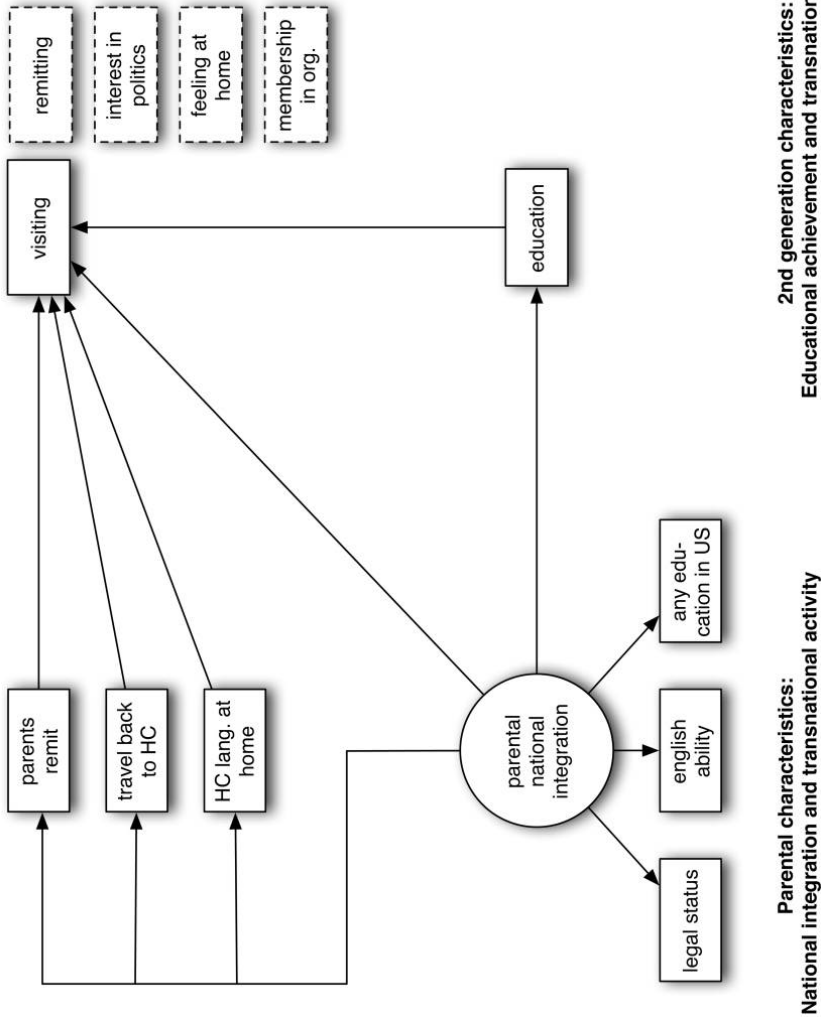 parents
remit
visiting
remitting
travel back
to HC
interest in
politics
HC lang. at
home
feeling at
home
membership
in org.
parental
national
integration
education
legal status
english
ability
any edu-
cation in US
Parental characteristics:
National integration and transnational activity
2nd generation characteristics:
Educational achievement and